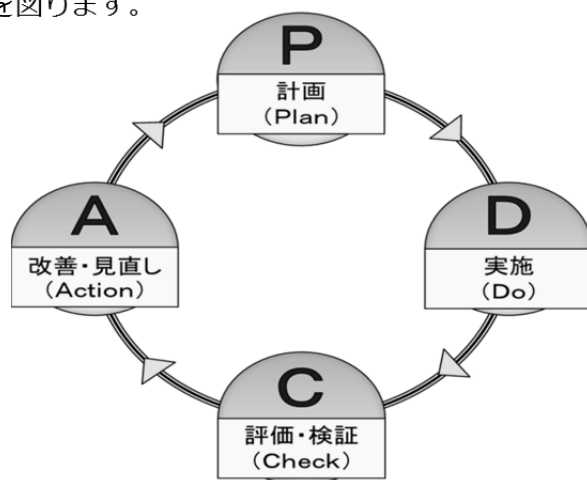 を図ります。
P
計画
(Plan)
A
改善・見直し
(Action)
D
実施
(Do)
C
評価・検証
(Check)